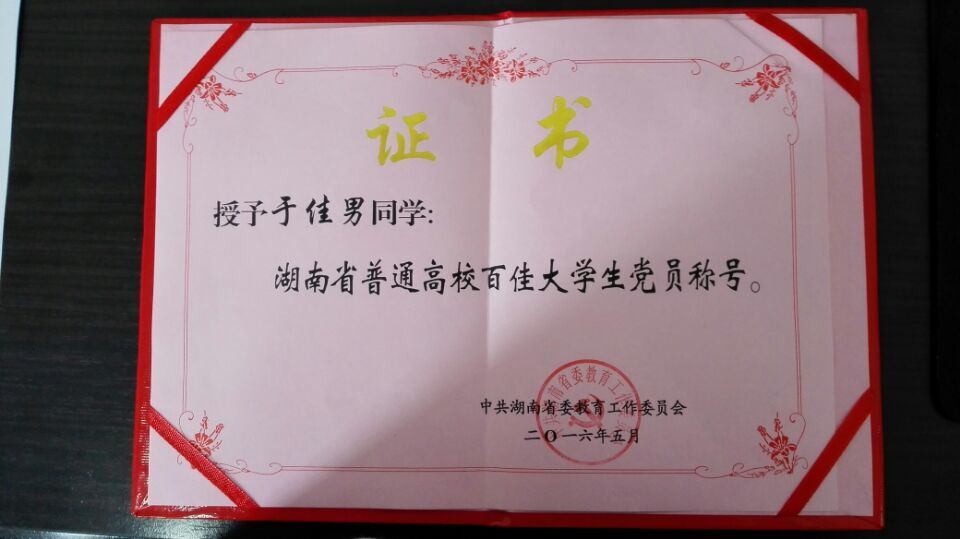 证书
授予于佳男同学:
湖南省普通高校百佳大学生党员称号。
中共湖南省委教育工作委员会
二〇一六年五月